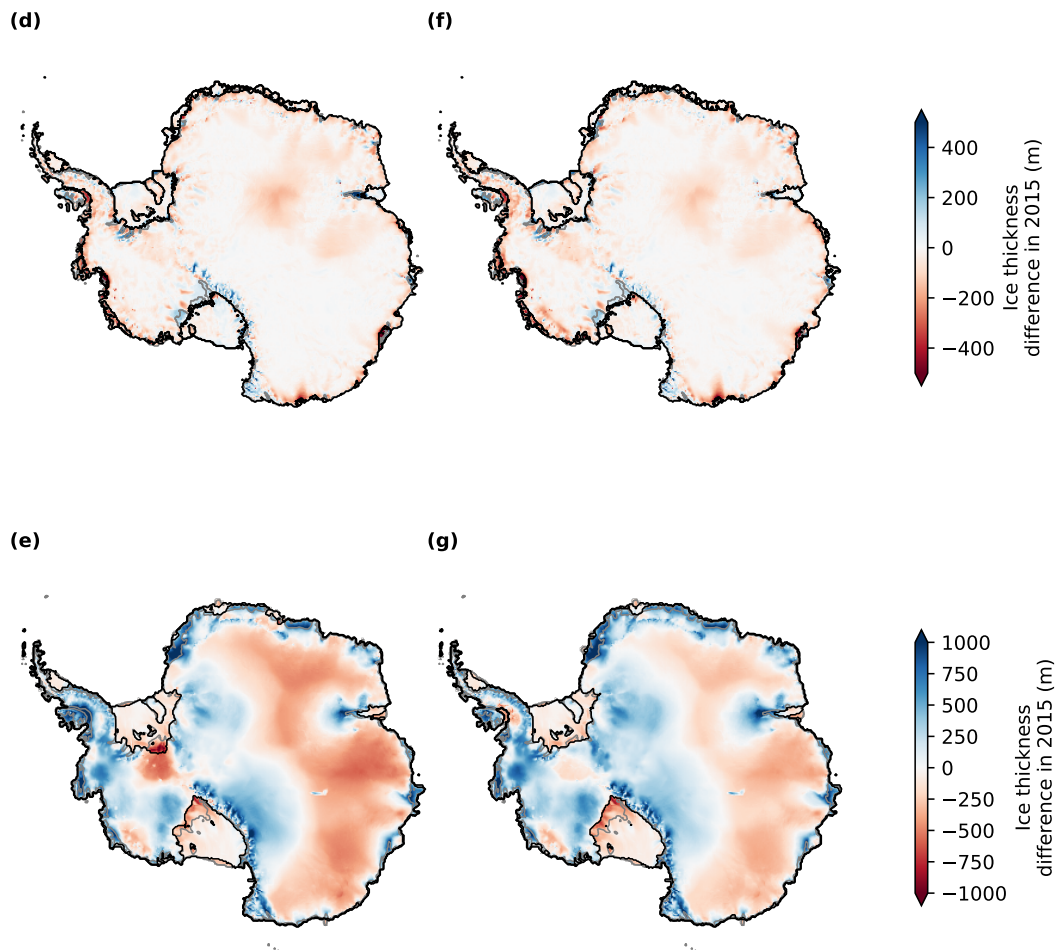 (d)
(f)
400
200
0
−200
−400
Ice thickness
difference in 2015 (m)
(e)
(g)
1000
750
500
250
0
−250
−500
−750
−1000
Ice thickness
difference in 2015 (m)